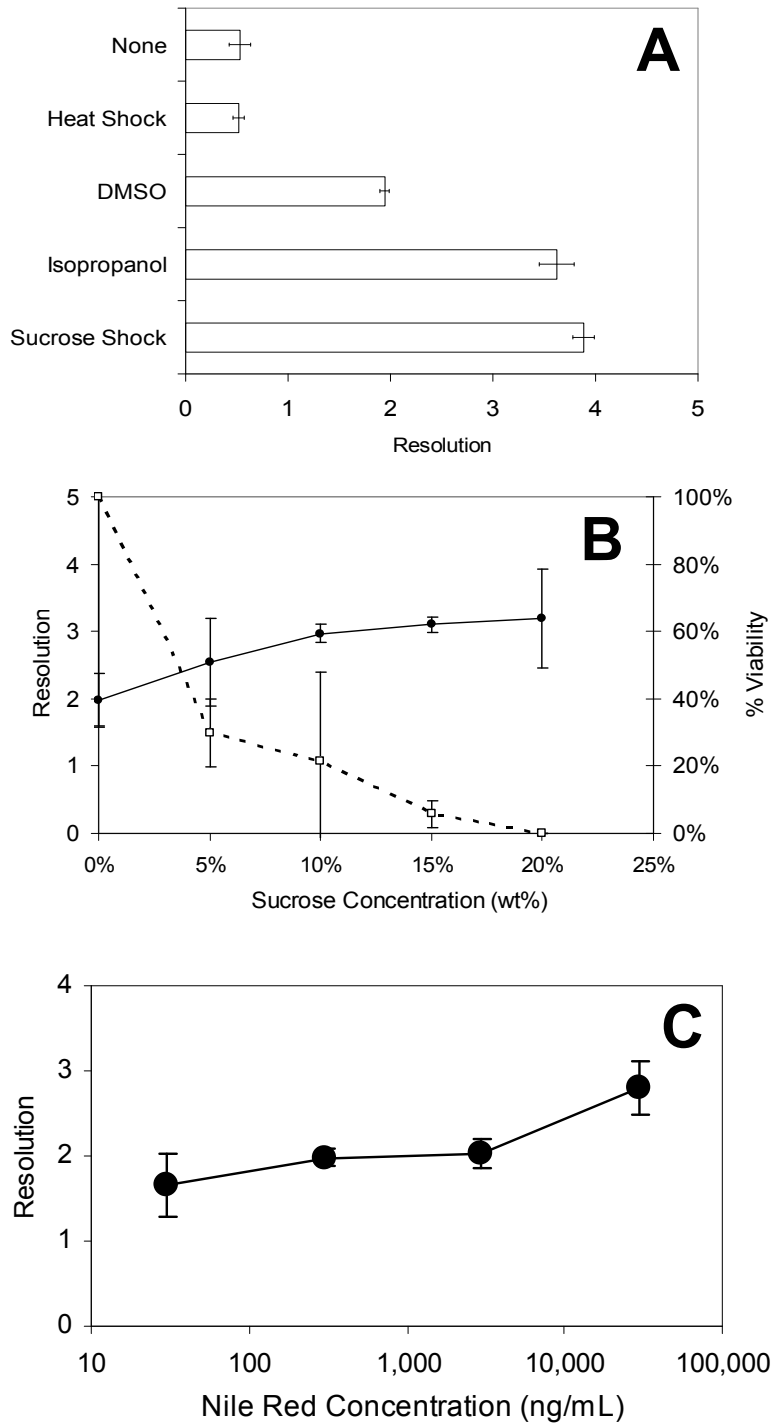 A
None
Heat Shock
DMSO
Isopropanol
Sucrose Shock
0 1 2 3 4 5
Resolution
B
5 100%
4 80%
3 60%
2 40%
1 20%
0 0%
Resolution
% Viability
0% 5% 10% 15% 20% 25%
Sucrose Concentration (wt%)
C
4
3
2
1
0
Resolution
10 100 1,000 10,000 100,000
Nile Red Concentration (ng/mL)